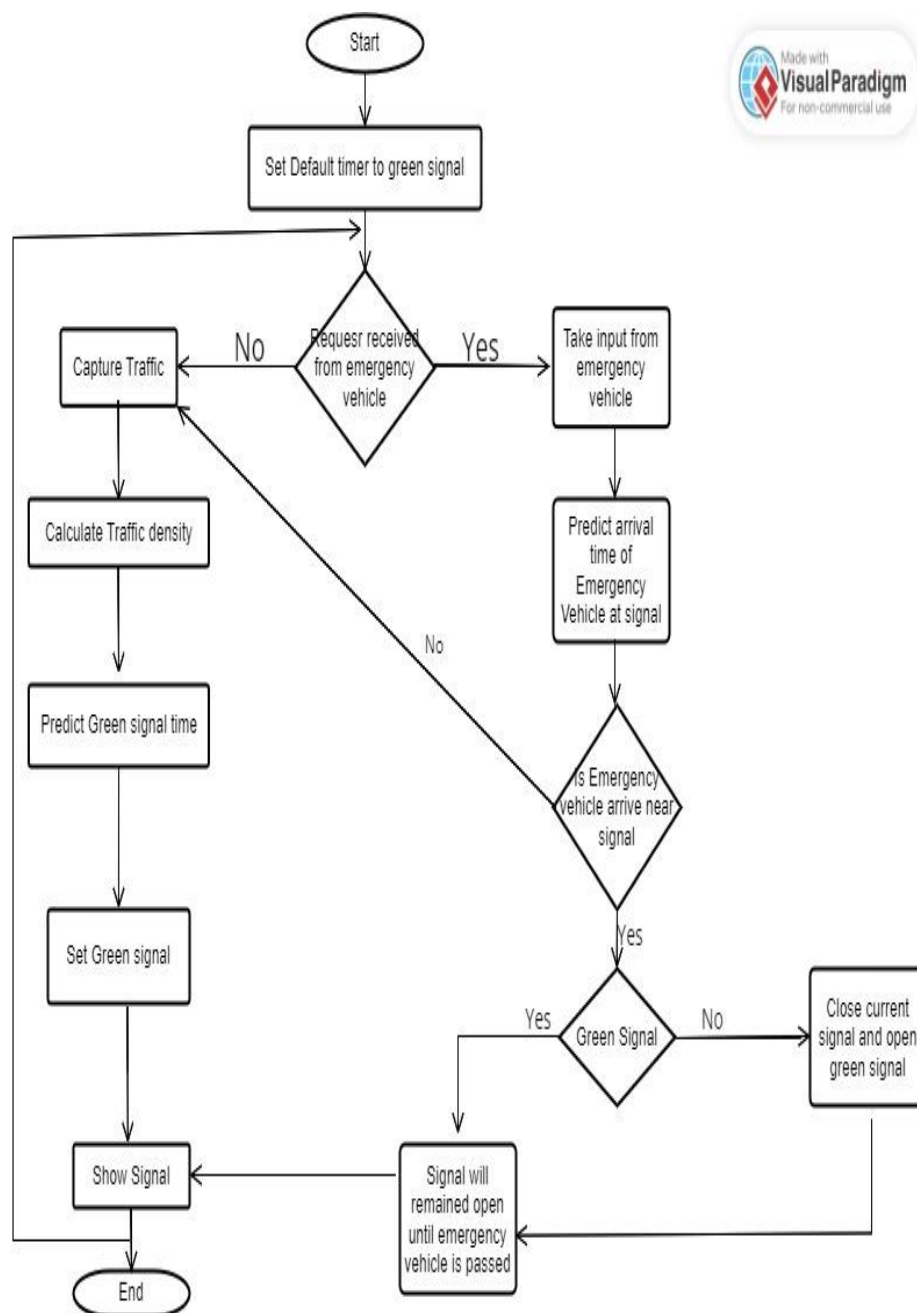 Start
Made with
Visual Paradigm
For non-commercial use
Set Default timer to green signal
Capture Traffic
No
Requesr received
from emergency
vehicle
Yes
Take input from
emergency
vehicle
Calculate Traffic density
Predict arrival
time of
Emergency
Vehicle at signal
No
Predict Green signal time
Is Emergency
vehicle arrive near
signal
Yes
Set Green signal
Yes
Green Signal
No
Close current
signal and open
green signal
Show Signal
Signal will
remained open
until emergency
vehicle is passed
End